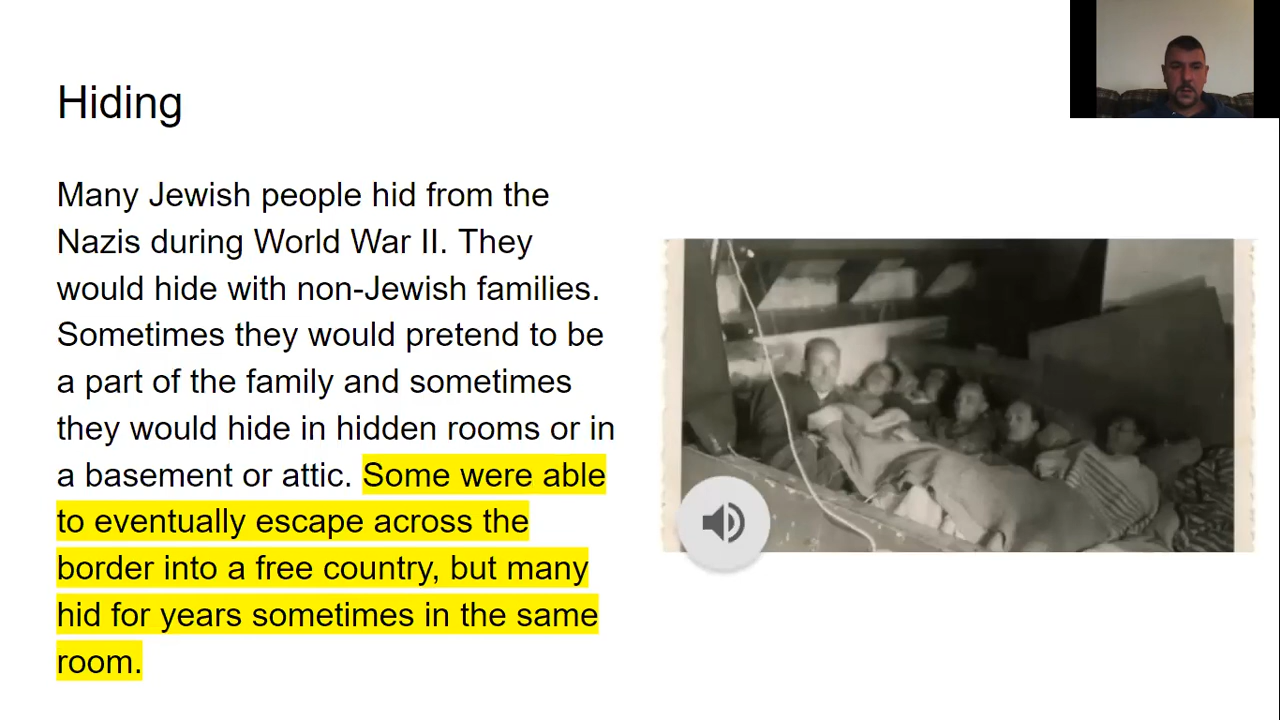 Hiding
Many Jewish people hid from the
Nazis during World War II. They
would hide with non-Jewish families.
Sometimes they would pretend to be
a part of the family and sometimes
they would hide in hidden rooms or in
a basement or attic. Some were able
to eventually escape across the
border into a free country, but many
hid for years sometimes in the same
room.